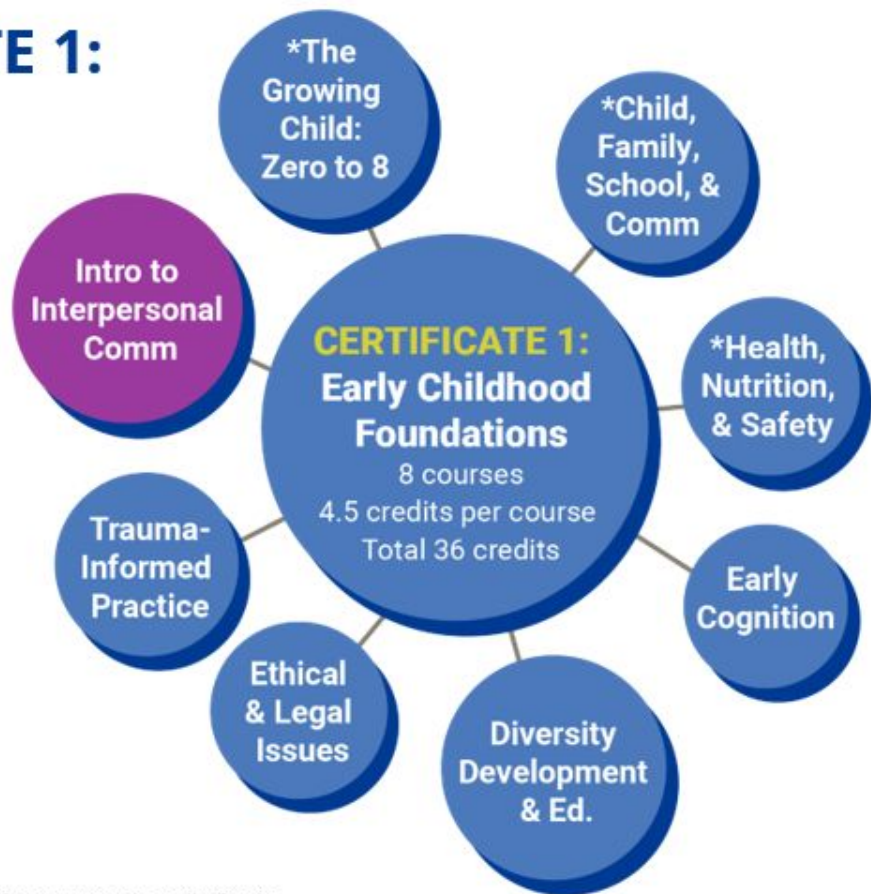 E 1:
*The
Growing
Child:
Zero to 8
*Child,
Family,
School, &
Comm
Intro to
Interpersonal
Comm
CERTIFICATE 1:
Early Childhood
Foundations
8 courses
4.5 credits per course
Total 36 credits
*Health,
Nutrition,
& Safety
Trauma-
Informed
Practice
Early
Cognition
Ethical
& Legal
Issues
Diversity
Development
& Ed.